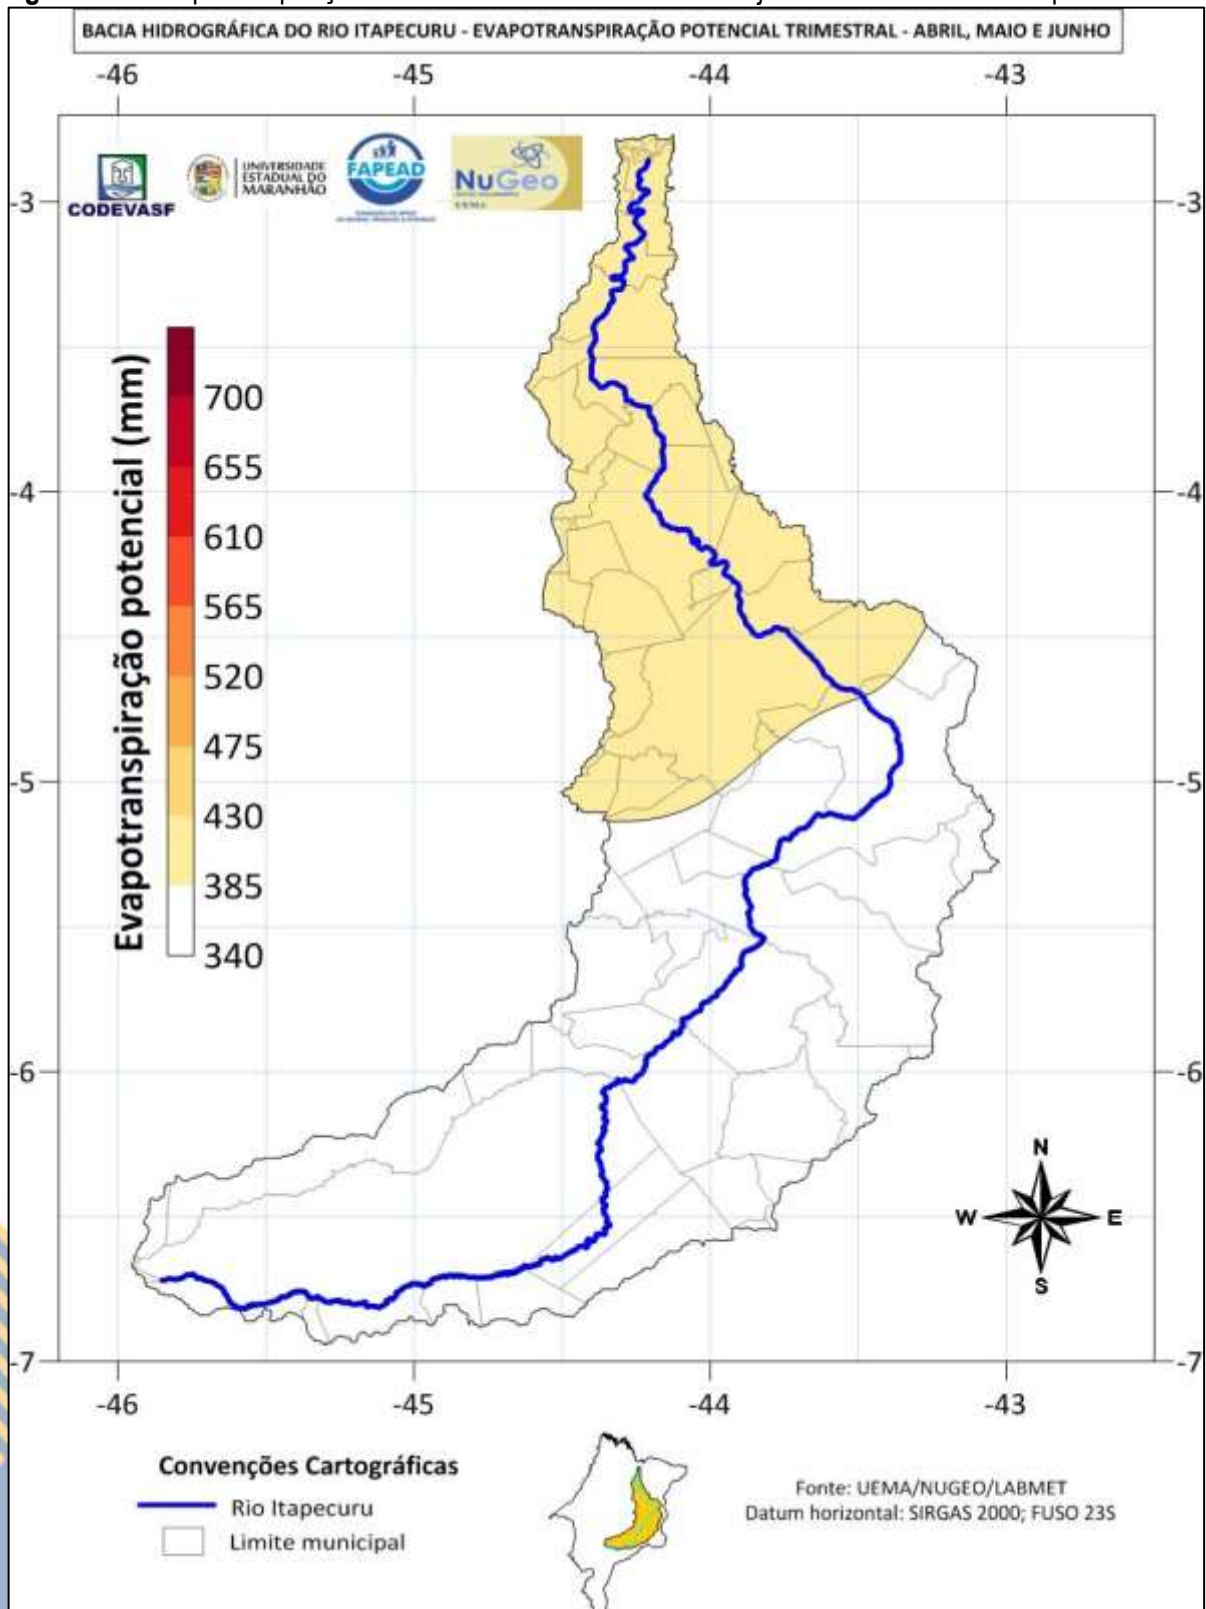 BACIA HIDROGRÁFICA DO RIO ITAPECURU - EVAPOTRANSPIRAÇÃO POTENCIAL TRIMESTRAL - ABRIL, MAIO E JUNHO
-46 -45 -44 -43
CODEVASF
UNIVERSIDADE
ESTADUAL DO
MARANHÃO
FAPEAD
NuGeo
UEMA
-3 -3
-4 -4
-5 -5
-6 -6
-7 -7
Evapotranspiração potencial (mm)
700
655
610
565
520
475
430
385
340
N
W E
S
-46 -45 -44 -43
Convenções Cartográficas
Rio Itapecuru
Limite municipal
Fonte: UEMA/NUGEO/LABMET
Datum horizontal: SIRGAS 2000; FUSO 23S